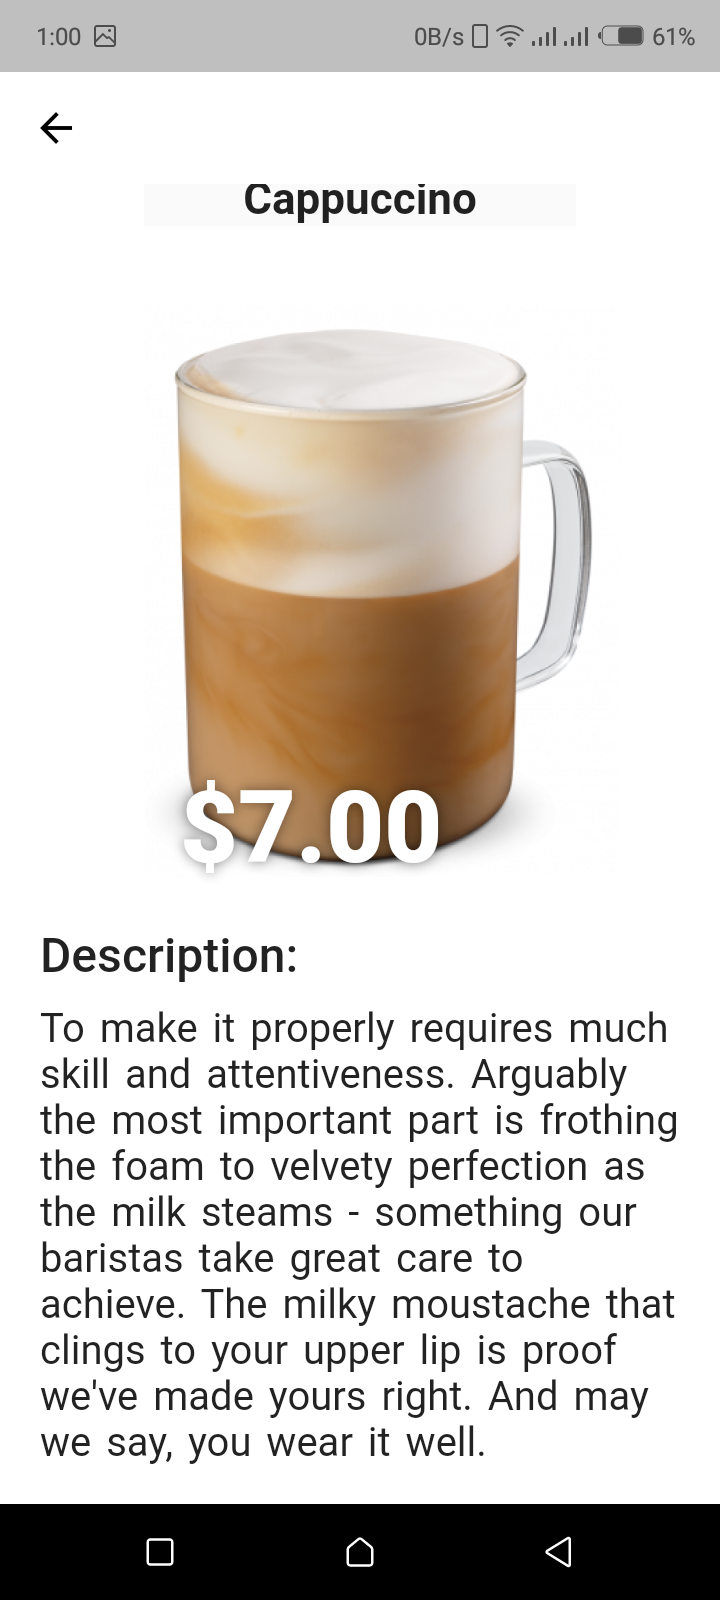 1:00 0B/s 61%
Cappuccino
$7.00
Description:
To make it properly requires much
skill and attentiveness. Arguably
the most important part is frothing
the foam to velvety perfection as
the milk steams - something our
baristas take great care to
achieve. The milky moustache that
clings to your upper lip is proof
we've made yours right. And may
we say, you wear it well.